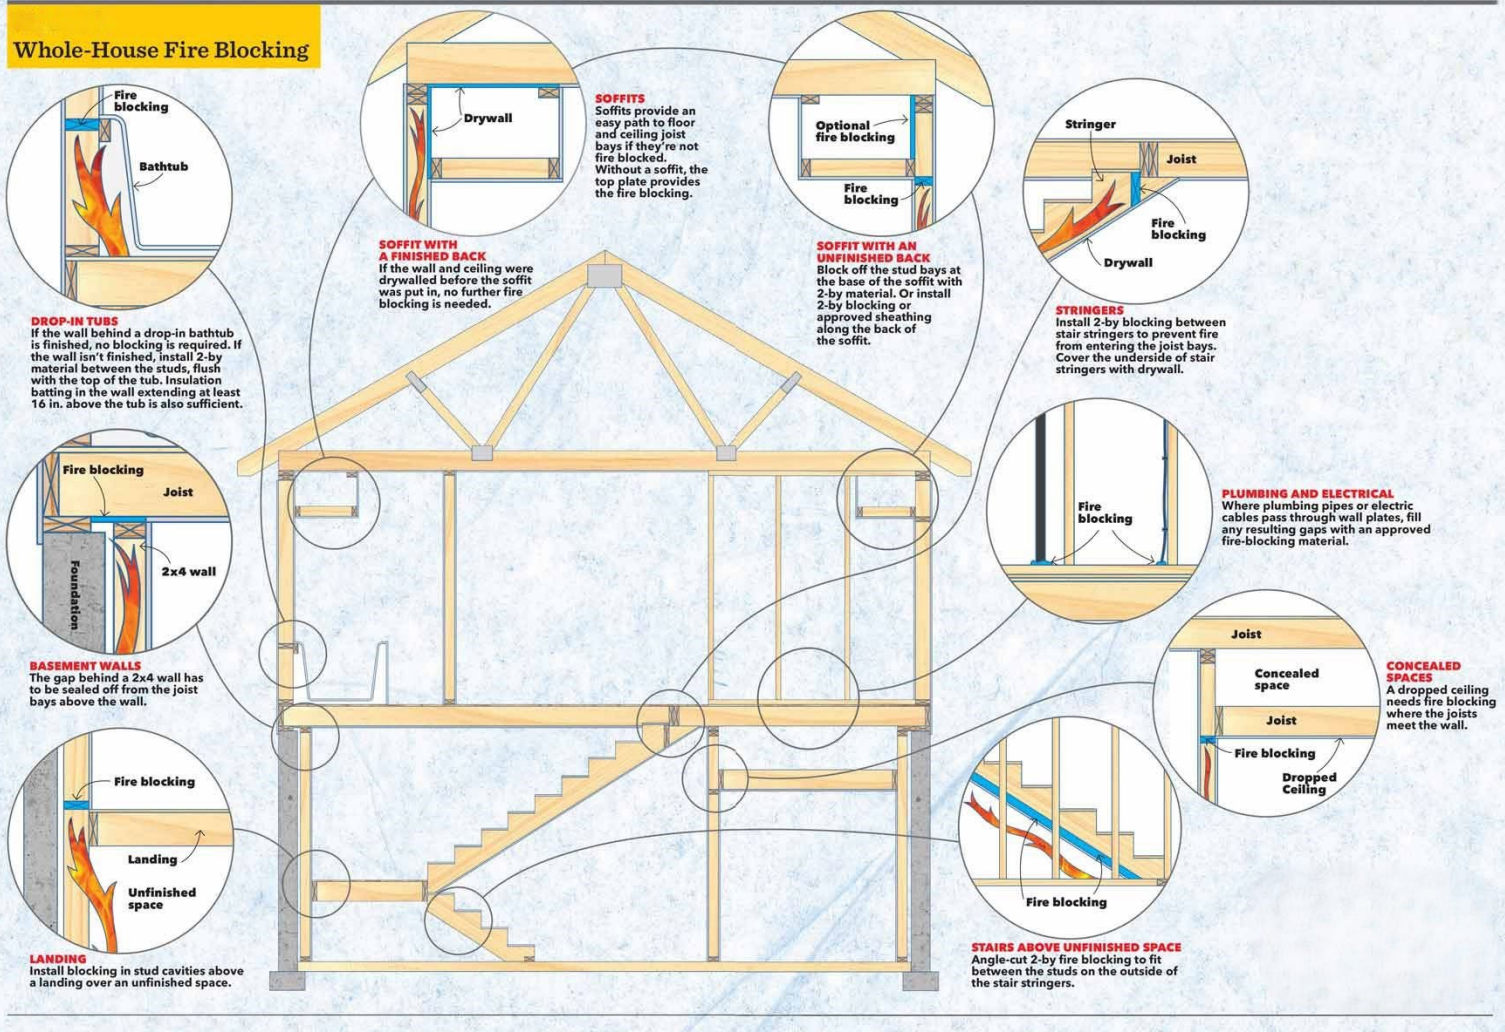 Whole-House Fire Blocking
Fire
blocking
Bathtub
DROP-IN TUBS
If the wall behind a drop-in bathtub
is finished, no blocking is required. If
the wall isn't finished, install 2-by
material between the studs, flush
with the top of the tub. Insulation
batting in the wall extending at least
16 in. above the tub is also sufficient.
Drywall
SOFFIT WITH
A FINISHED BACK
If the wall and ceiling were
drywalled before the soffit
was put in, no further fire
blocking is needed.
SOFFITS
Soffits provide an
easy path to floor
and ceiling joist
bays if they're not
fire blocked.
Without a soffit, the
top plate provides
the fire blocking.
Optional
fire blocking
Fire
blocking
SOFFIT WITH AN
UNFINISHED BACK
Block off the stud bays at
the base of the soffit with
2-by material. Or install
2-by blocking or
approved sheathing
along the back of
the soffit.
Stringer
Joist
Fire
blocking
Drywall
STRINGERS
Install 2-by blocking between
stair stringers to prevent fire
from entering the joist bays.
Cover the underside of stair
stringers with drywall.
Fire blocking
Joist
2x4 wall
Foundation
BASEMENT WALLS
The gap behind a 2x4 wall has
to be sealed off from the joist
bays above the wall.
Fire
blocking
PLUMBING AND ELECTRICAL
Where plumbing pipes or electric
cables pass through wall plates, fill
any resulting gaps with an approved
fire-blocking material.
Joist
Concealed
space
Joist
Fire blocking
Dropped
Ceiling
CONCEALED
SPACES
A dropped ceiling
needs fire blocking
where the joists
meet the wall.
Fire blocking
Landing
Unfinished
space
LANDING
Install blocking in stud cavities above
a landing over an unfinished space.
Fire blocking
STAIRS ABOVE UNFINISHED SPACE
Angle-cut 2-by fire blocking to fit
between the studs on the outside of
the stair stringers.